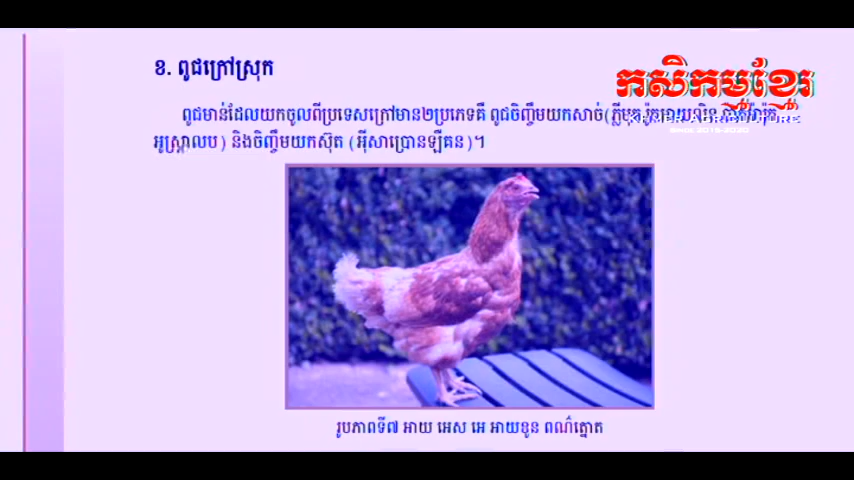 ខ. ពូជក្រៅស្រុក
កសិកម្មខ្មែរ
ពូជមាន់ដែលយកចូលពីប្រទេសក្រៅមាន២ប្រភេទគឺ ពូជចិញ្ចឹមយកសាច់
Since 2015-2020
អូស្ត្រាលប) និងចិញ្ចឹមយកស៊ុត (អ៊ីសាប្រោនឡឺគន)។
រូបភាពទី៧ អាយ អេស អេ អាយខូន ពណ៌ត្នោត